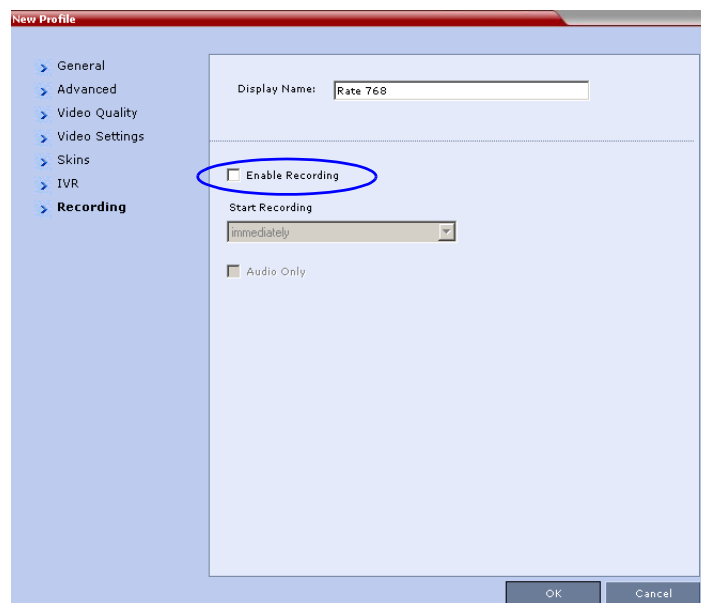 New Profile
General
Advanced
Video Quality
Video Settings
Skins
IVR
Recording
Display Name: Rate 768
Enable Recording
Start Recording
immediately
Audio Only
OK Cancel